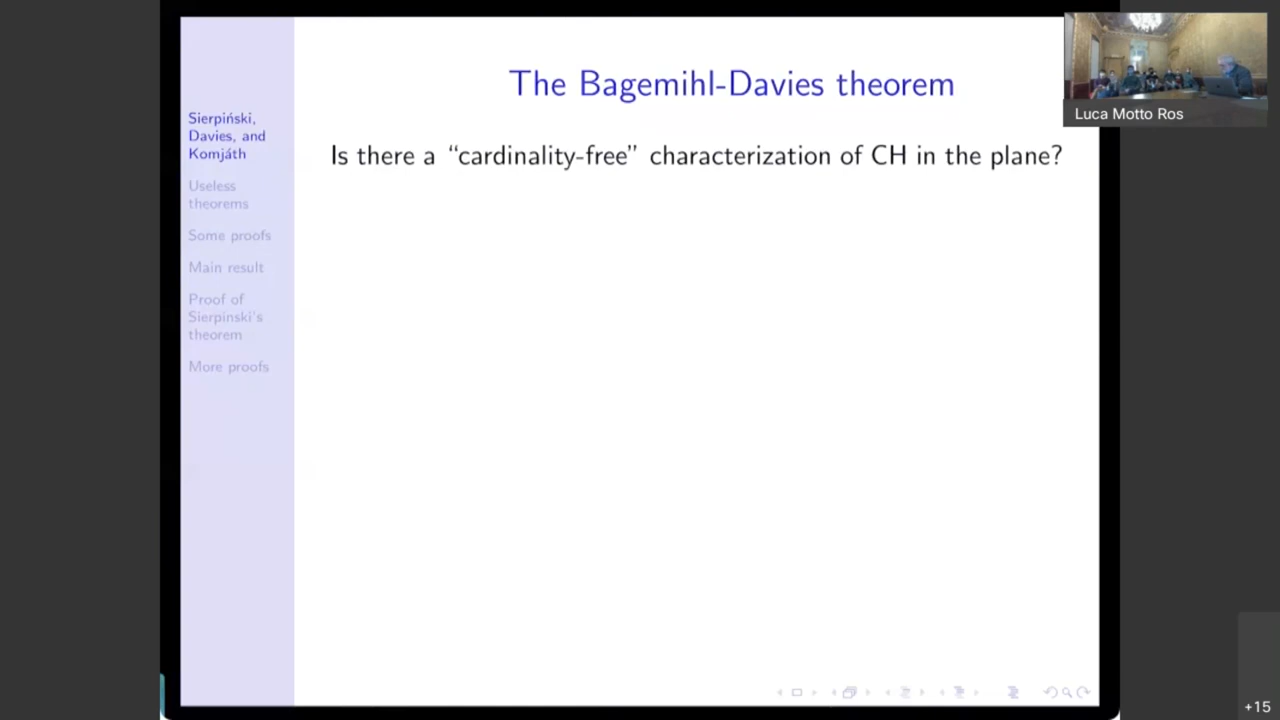 The Bagemihl-Davies theorem
Luca Motto Ros
Sierpiński,
Davies, and
Komjáth
Is there a “cardinality-free” characterization of CH in the plane?
Useless
theorems
Some proofs
Main result
Proof of
Sierpinski's
theorem
More proofs
+15